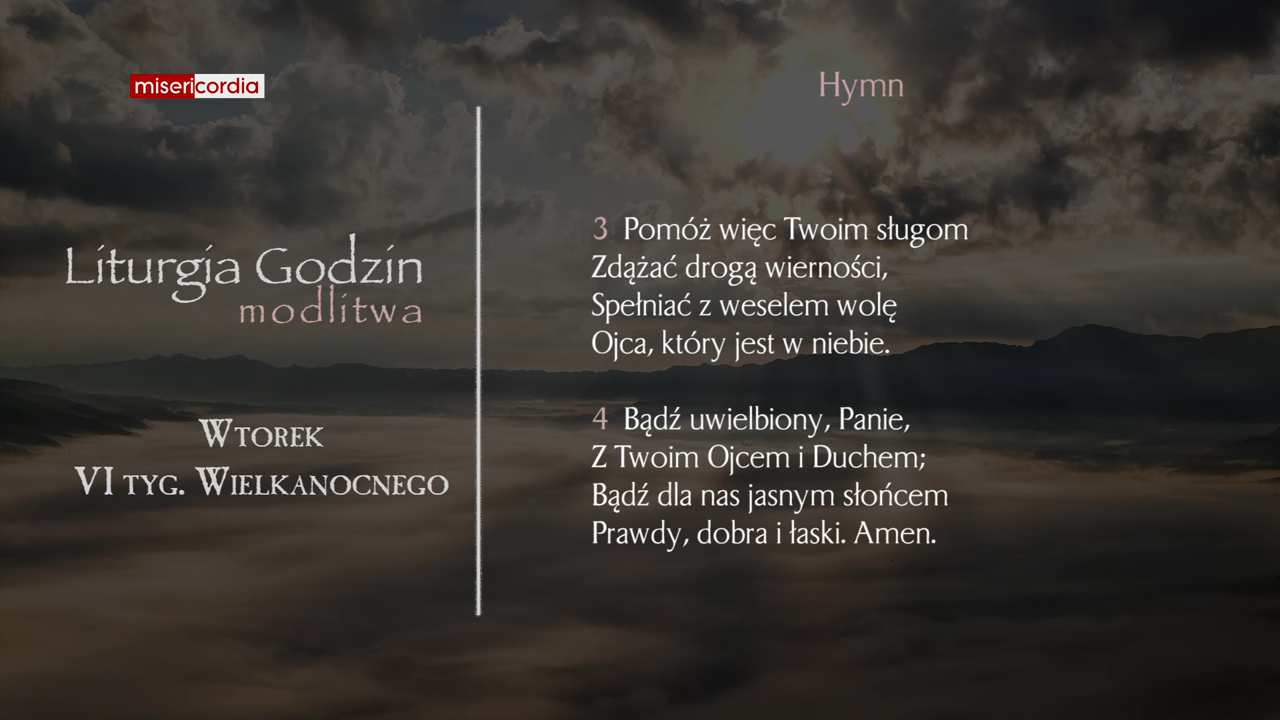 misericordia
Liturgia Godzin
modlitwa
Wtorek
VI tyg. Wielkanocnego
Hymn
3 Pomóż więc Twoim sługom
Zdążać drogą wierności,
Spełniać z weselem wolę
Ojca, który jest w niebie.
4 Bądź uwielbiony, Panie,
Z Twoim Ojcem i Duchem;
Bądź dla nas jasnym słońcem
Prawdy, dobra i łaski. Amen.